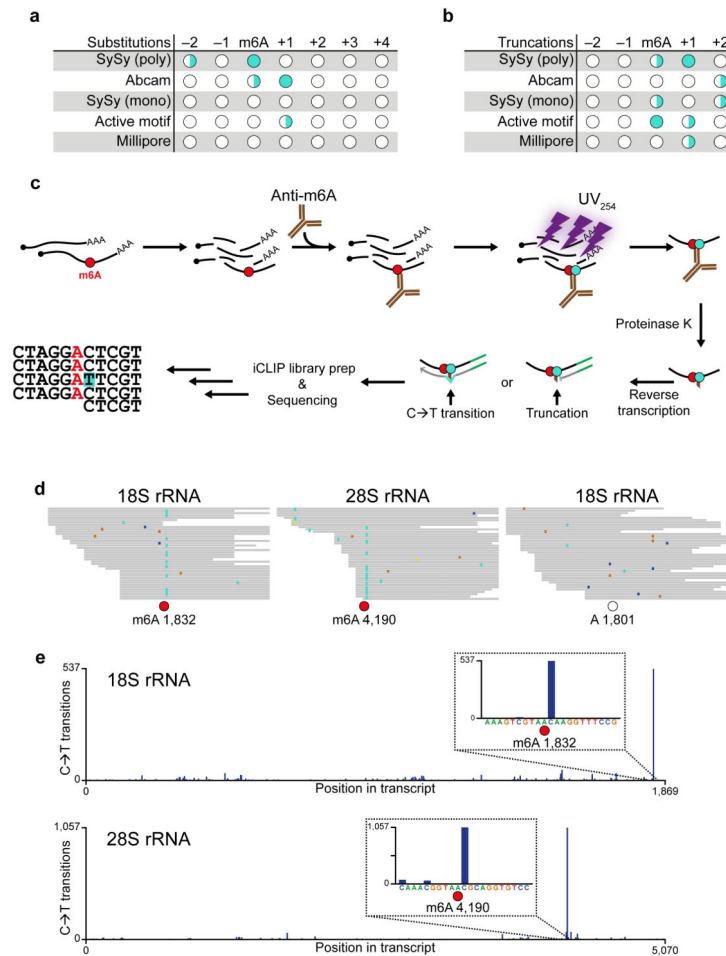 a
Substitutions −2 −1 m6A +1 +2 +3 +4
SySy (poly)
Abcam
SySy (mono)
Active motif
Millipore
b
Truncations −2 −1 m6A +1 +2
SySy (poly)
Abcam
SySy (mono)
Active motif
Millipore
c
Anti-m6A
UV254
AAA
AAA
m6A
AAA
AAA
AAA
AAA
AAA
AAA
Proteinase K
CTAGGACTCGT
CTAGGACTCGT
CTAGGATTCGT
CTAGGACTCGT
CTCGT
iCLIP library prep
&
Sequencing
C→T transition
or
Truncation
Reverse
transcription
d
18S rRNA
28S rRNA
18S rRNA
m6A 1,832
m6A 4,190
A 1,801
e
18S rRNA
C→T transitions
537
0
0
Position in transcript
1,869
537
0
AAAGTCGTAACAAGGTTTCCG
m6A 1,832
28S rRNA
C→T transitions
1,057
0
0
Position in transcript
5,070
1,057
0
CAAACGGTAACGCAGGTGTCC
m6A 4,190